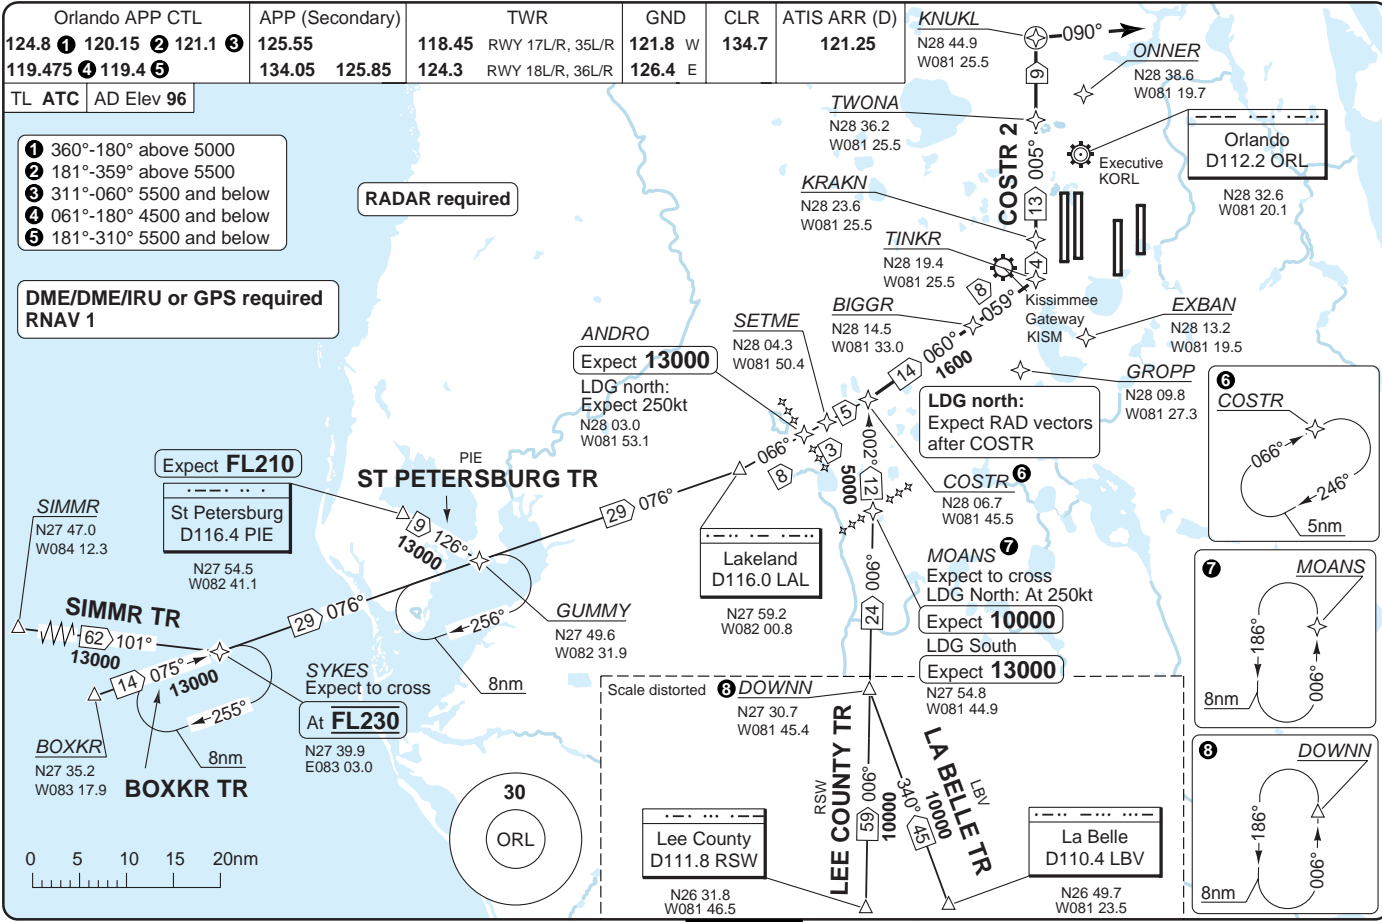 Orlando APP CTL
124.8 ❶ 120.15 ❷ 121.1 ❸
119.475 ❹ 119.4 ❺
APP (Secondary)
125.55
134.05 125.85
TWR
118.45 RWY 17L/R, 35L/R
124.3 RWY 18L/R, 36L/R
GND
121.8 W
126.4 E
CLR
134.7
ATIS ARR (D)
121.25
TL ATC
AD Elev 96
❶ 360°-180° above 5000
❷ 181°-359° above 5500
❸ 311°-060° 5500 and below
❹ 061°-180° 4500 and below
❺ 181°-310° 5500 and below
RADAR required
DME/DME/IRU or GPS required
RNAV 1
KNUKL
N28 44.9
W081 25.5
090°
ONNER
N28 38.6
W081 19.7
9
TWONA
N28 36.2
W081 25.5
COSTR 2
005°
13
Executive
KORL
Orlando
D112.2 ORL
N28 32.6
W081 20.1
KRAKN
N28 23.6
W081 25.5
4
TINKR
N28 19.4
W081 25.5
8
059°
Kissimmee
Gateway
KISM
EXBAN
N28 13.2
W081 19.5
BIGGR
N28 14.5
W081 33.0
14
060°
1600
GROPP
N28 09.8
W081 27.3
SETME
N28 04.3
W081 50.4
ANDRO
Expect 13000
LDG north:
Expect 250kt
N28 03.0
W081 53.1
LDG north:
Expect RAD vectors
after COSTR
5
3
066°
8
002°
12
5000
COSTR ❻
N28 06.7
W081 45.5
❻
COSTR
066°
246°
5nm
Expect FL210
PIE
ST PETERSBURG TR
St Petersburg
D116.4 PIE
N27 54.5
W082 41.1
9
126°
13000
29
076°
Lakeland
D116.0 LAL
N27 59.2
W082 00.8
MOANS ❼
Expect to cross
LDG North: At 250kt
Expect 10000
LDG South
Expect 13000
N27 54.8
W081 44.9
❼
MOANS
186°
006°
8nm
SIMMR
N27 47.0
W084 12.3
SIMMR TR
62
101°
13000
29
076°
GUMMY
N27 49.6
W082 31.9
256°
8nm
14
075°
13000
255°
8nm
SYKES
Expect to cross
At FL230
N27 39.9
E083 03.0
BOXKR
N27 35.2
W083 17.9
BOXKR TR
006°
24
Scale distorted
❽ DOWNN
N27 30.7
W081 45.4
RSW
LEE COUNTY TR
006°
59
10000
LBV
LA BELLE TR
340°
10000
45
Lee County
D111.8 RSW
N26 31.8
W081 46.5
La Belle
D110.4 LBV
N26 49.7
W081 23.5
❽
DOWNN
186°
006°
8nm
30
ORL
0 5 10 15 20nm